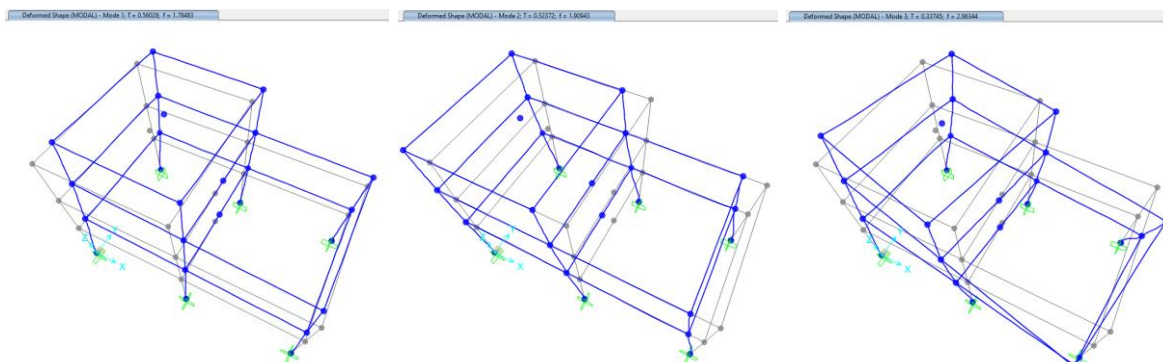 Deformed Shape (MODAL) - Mode 1; T = 0.56028; f = 1.78483
Deformed Shape (MODAL) - Mode 2; T = 0.52372; f = 1.90943
Deformed Shape (MODAL) - Mode 3; T = 0.33745; f = 2.96344
Z Y
X
Z Y
X
Z Y
X